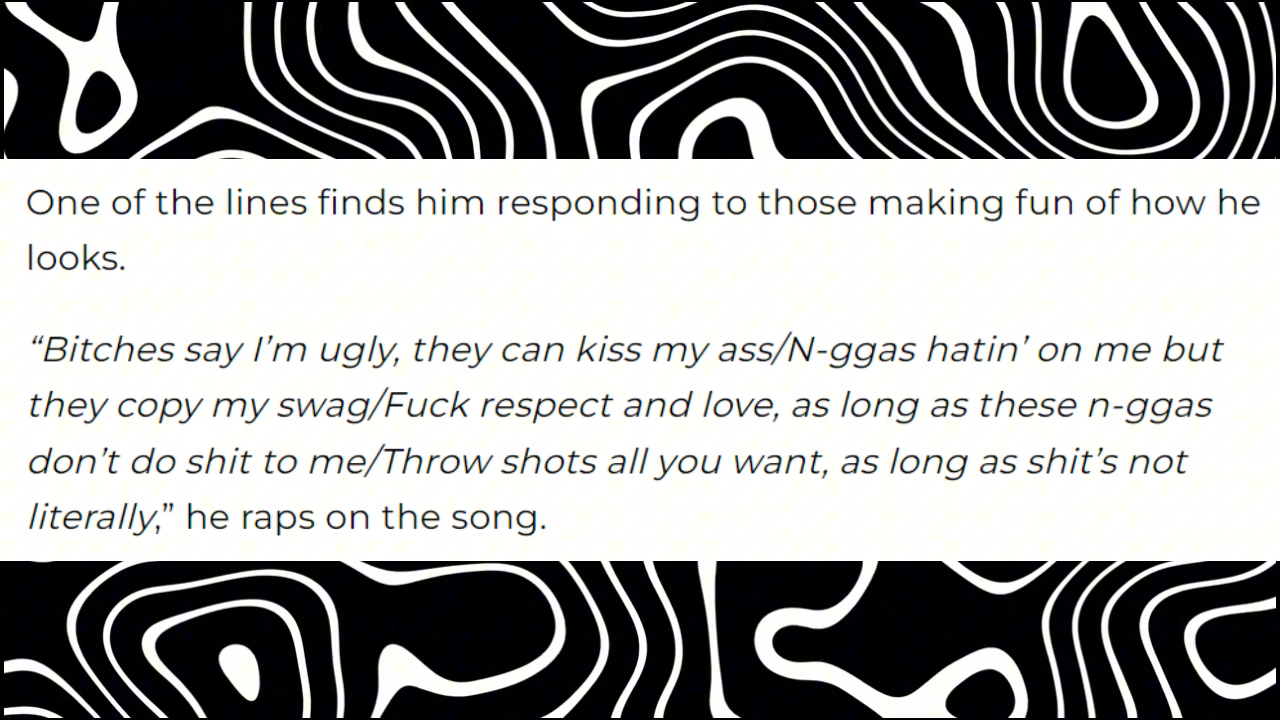 One of the lines finds him responding to those making fun of how he
looks.
“Bitches say I’m ugly, they can kiss my ass/N-ggas hatin’ on me but
they copy my swag/Fuck respect and love, as long as these n-ggas
don’t do shit to me/Throw shots all you want, as long as shit’s not
literally,” he raps on the song.